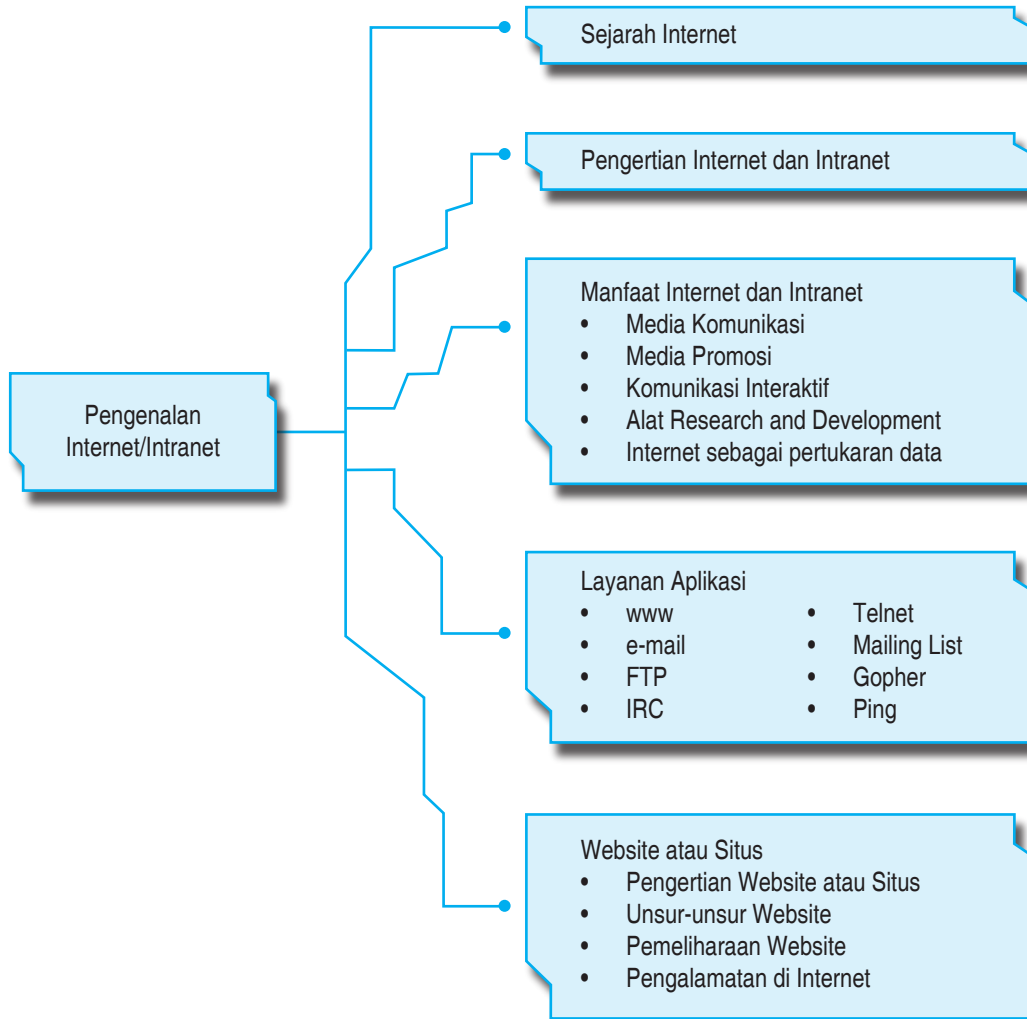 Sejarah Internet
Pengertian Internet dan Intranet
Manfaat Internet dan Intranet
• Media Komunikasi
• Media Promosi
• Komunikasi Interaktif
• Alat Research and Development
• Internet sebagai pertukaran data
Pengenalan
Internet/Intranet
Layanan Aplikasi
• www
• e-mail
• FTP
• IRC
• Telnet
• Mailing List
• Gopher
• Ping
Website atau Situs
• Pengertian Website atau Situs
• Unsur-unsur Website
• Pemeliharaan Website
• Pengalamatan di Internet